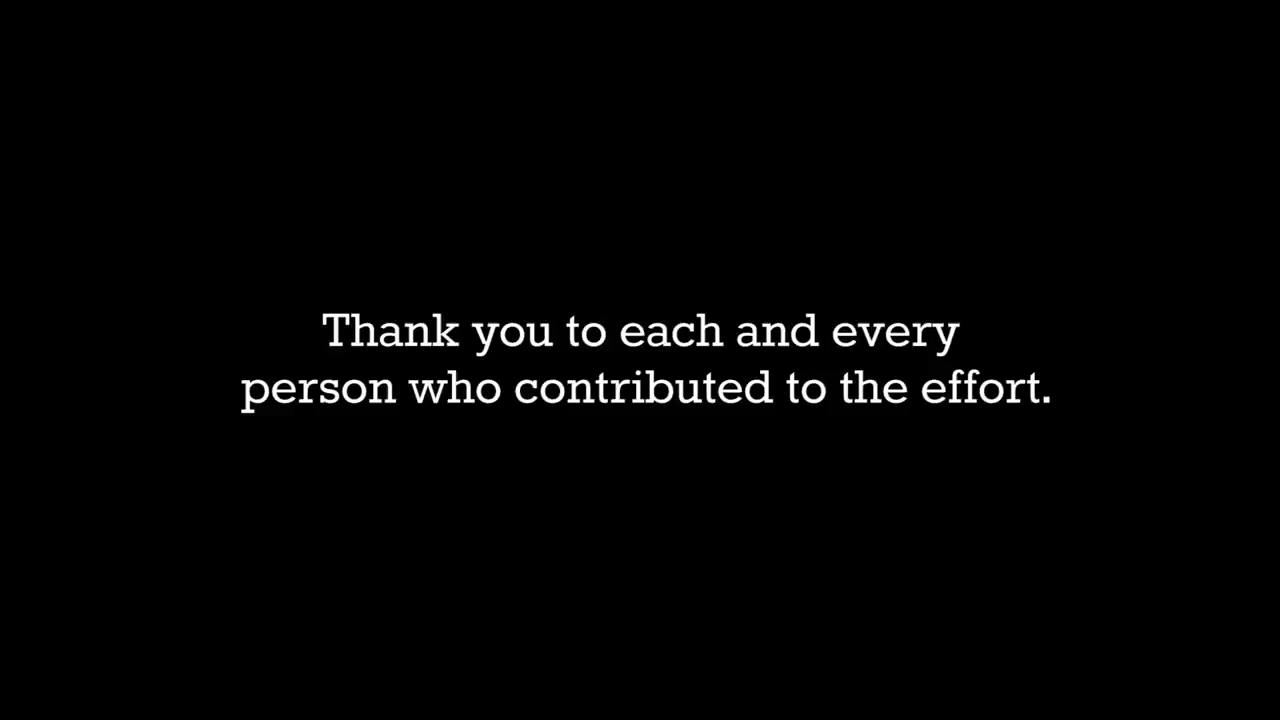 Thank you to each and every
person who contributed to the effort.